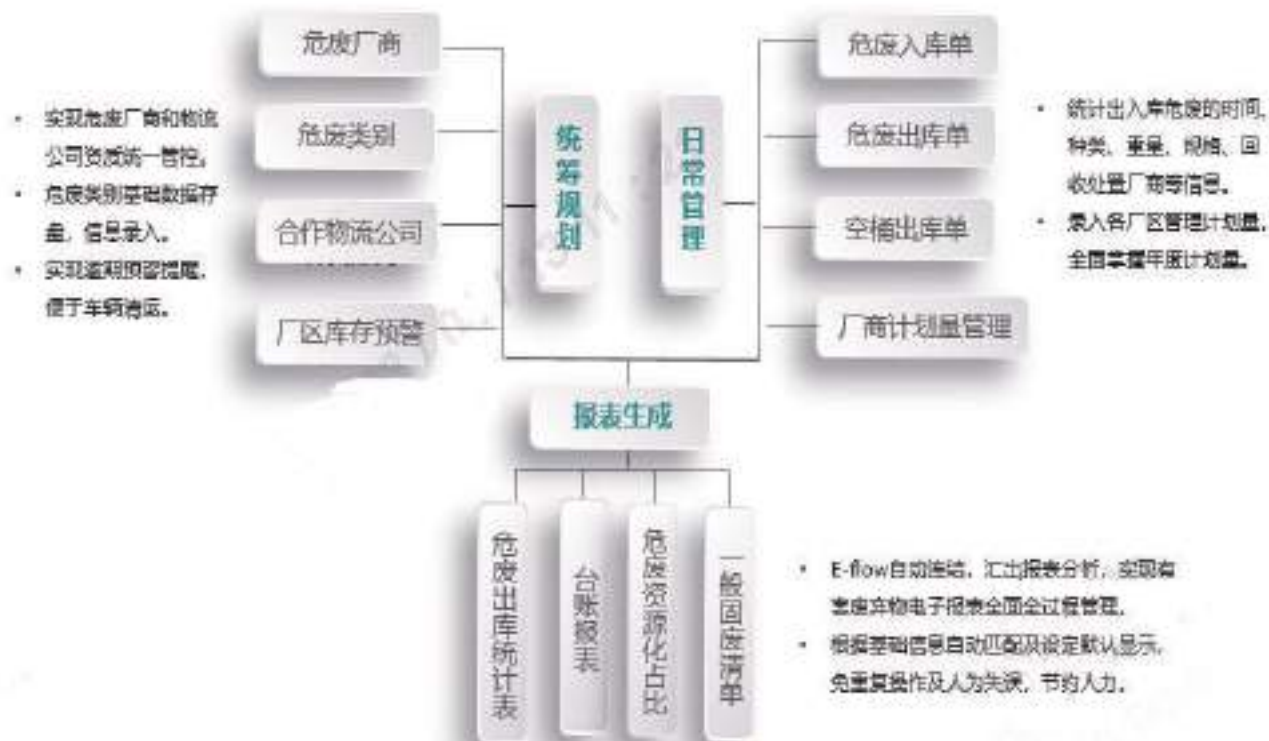 危废厂商
危废类别
合作物流公司
厂区库存预警
统筹规划
• 实现危废厂商和物流
公司资质统一管控。
• 危废类别基础数据存
量，信息录入。
• 实现逾期预警提醒，
便于车辆清运。
日常管理
危废入库单
危废出库单
空桶出库单
厂商计划量管理
• 统计出入库危废的时间，
种类、重量、规格、回
收处置厂商等信息。
• 录入各厂区管理计划量，
全面掌握年度计划量。
报表生成
危废出库统计表
台账报表
危废资源化占比
一般固废清单
• E-flow自动连结，汇出报表分析，实现有
害废弃物电子报表全面全过程管理。
• 根据基础信息自动匹配及设定默认显示，
免重复操作及人为失误，节约人力。